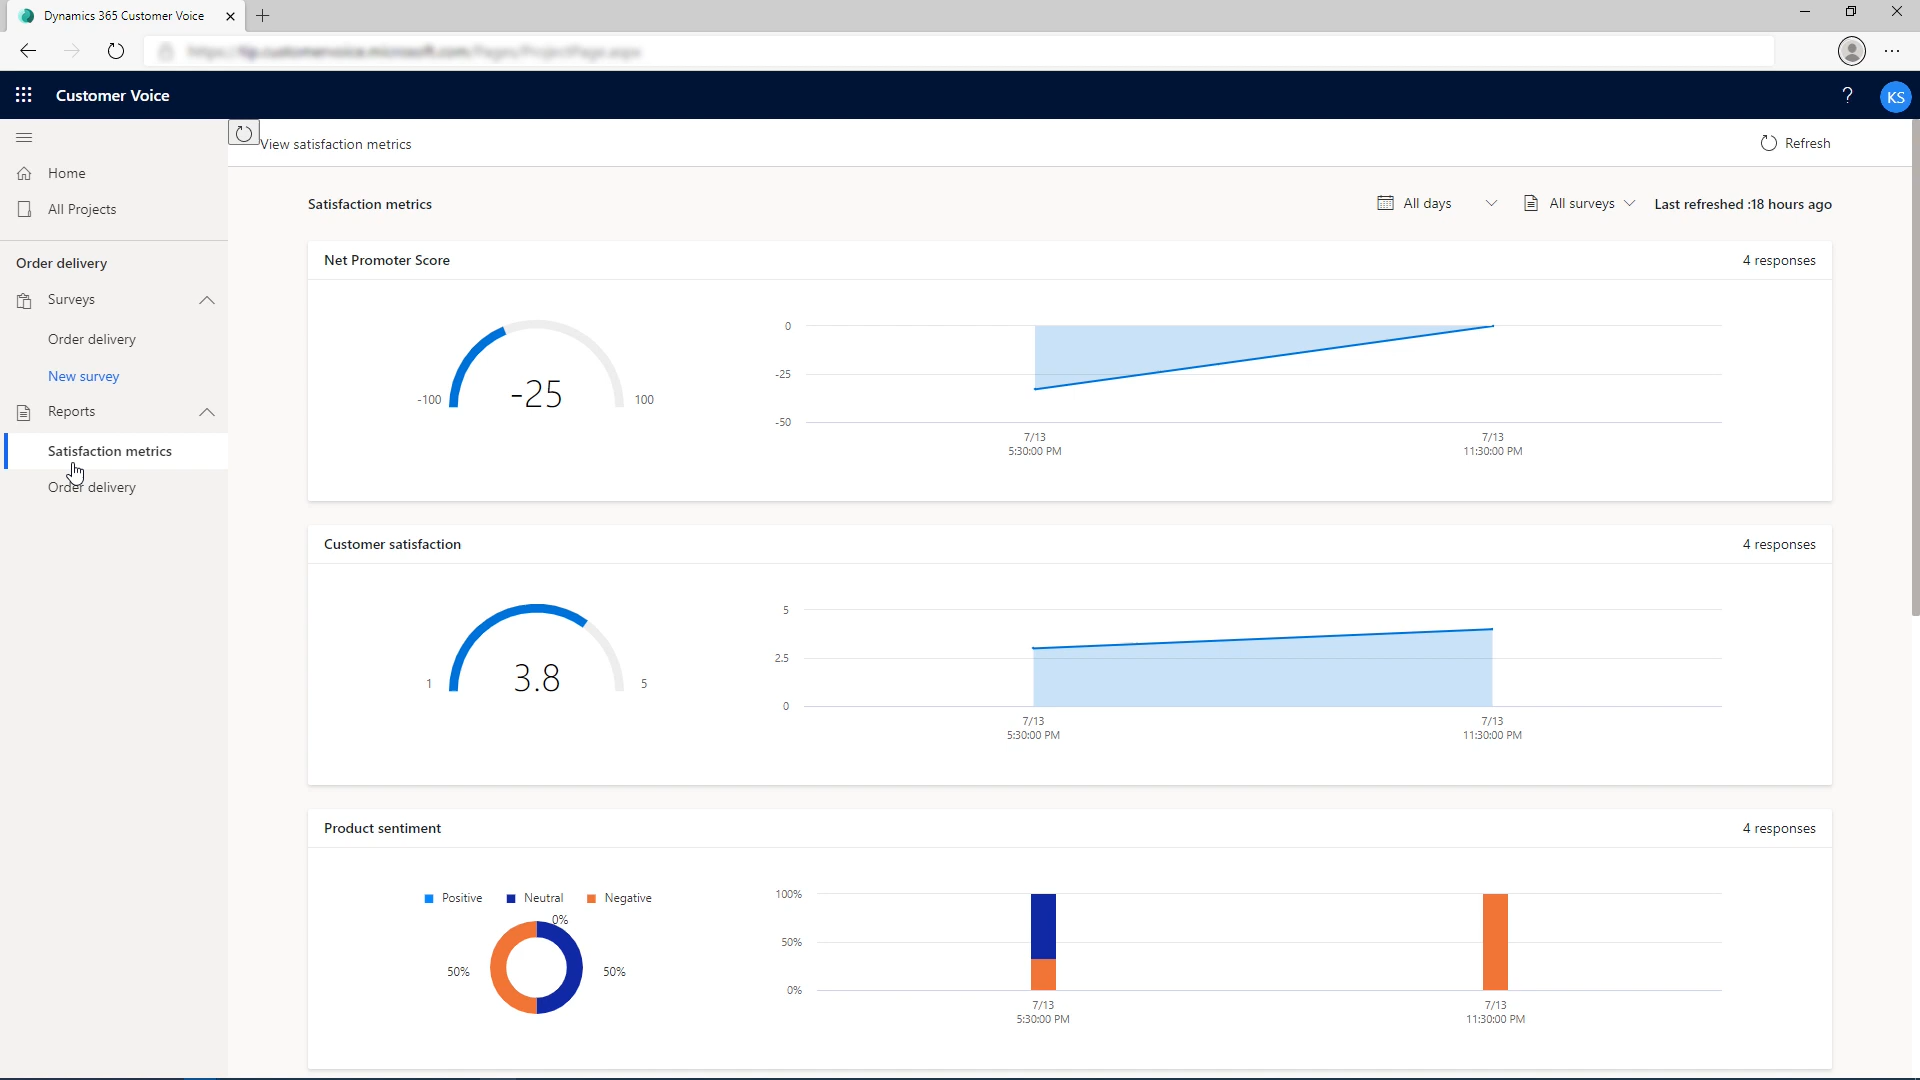 Dynamics 365 Customer Voice
Customer Voice
?
KS
View satisfaction metrics
Refresh
Home
All Projects
Order delivery
Surveys
Order delivery
New survey
Reports
Satisfaction metrics
Order delivery
Satisfaction metrics
All days
All surveys
Last refreshed :18 hours ago
Net Promoter Score
4 responses
-100
-25
100
0
-25
-50
7/13
5:30:00 PM
7/13
11:30:00 PM
Customer satisfaction
4 responses
1
3.8
5
5
2.5
0
7/13
5:30:00 PM
7/13
11:30:00 PM
Product sentiment
4 responses
Positive
Neutral
Negative
0%
50%
50%
100%
50%
0%
7/13
5:30:00 PM
7/13
11:30:00 PM